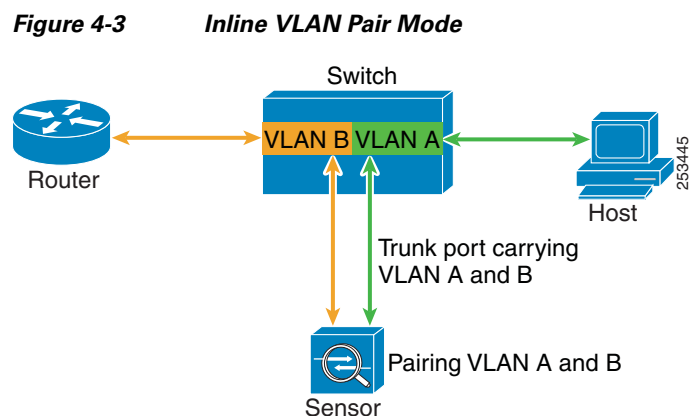 Figure 4-3 Inline VLAN Pair Mode
Switch
VLAN B VLAN A
Router
Host
253445
Trunk port carrying
VLAN A and B
Pairing VLAN A and B
Sensor